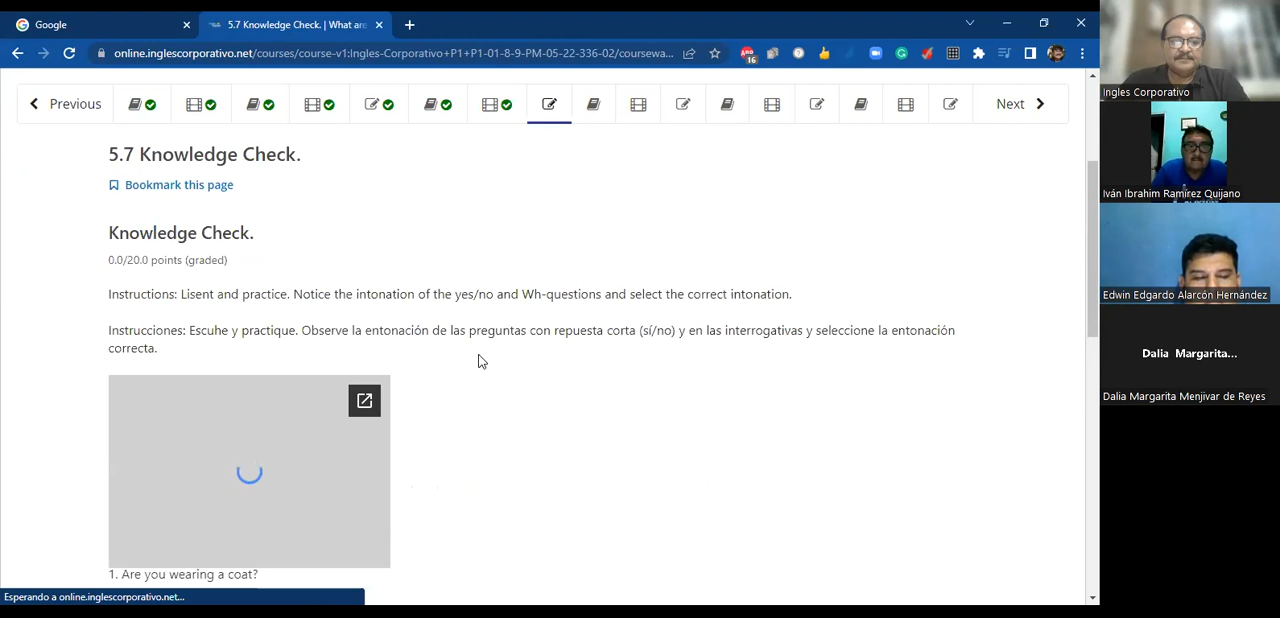 Google
5.7 Knowledge Check. | What are
online.inglescorporativo.net/courses/course-v1:Ingles-Corporativo+P1+P1-01-8-9-PM-05-22-336-02/coursewa...
16
Previous
Next
5.7 Knowledge Check.
Bookmark this page
Knowledge Check.
0.0/20.0 points (graded)
Instructions: Lisent and practice. Notice the intonation of the yes/no and Wh-questions and select the correct intonation.
Instrucciones: Escuhe y practique. Observe la entonación de las preguntas con repuesta corta (sí/no) y en las interrogativas y seleccione la entonación
correcta.
1. Are you wearing a coat?
Esperando a online.inglescorporativo.net...
Ingles Corporativo
Iván Ibrahim Ramírez Quijano
Edwin Edgardo Alarcón Hernández
Dalia Margarita...
Dalia Margarita Menjivar de Reyes